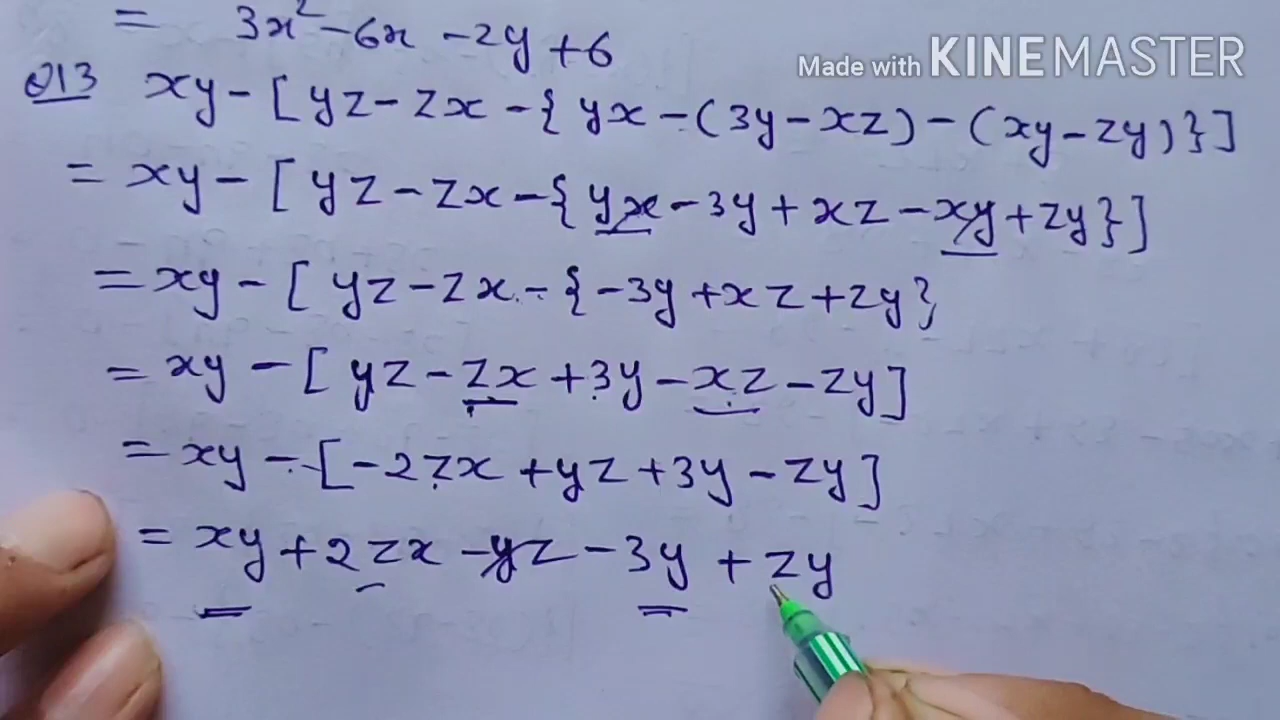 = 3x² - 6x - 2y + 6
Made with KINEMASTER
Q13 xy - [yz - zx - {yx - (3y - xz) - (xy - zy)}]
= xy - [yz - zx - {yx - 3y + xz - xy + zy}]
= xy - [yz - zx - {-3y + xz + zy}
= xy - [yz - zx + 3y - xz - zy]
= xy - [-2zx + yz + 3y - zy]
= xy + 2zx - yz - 3y + zy